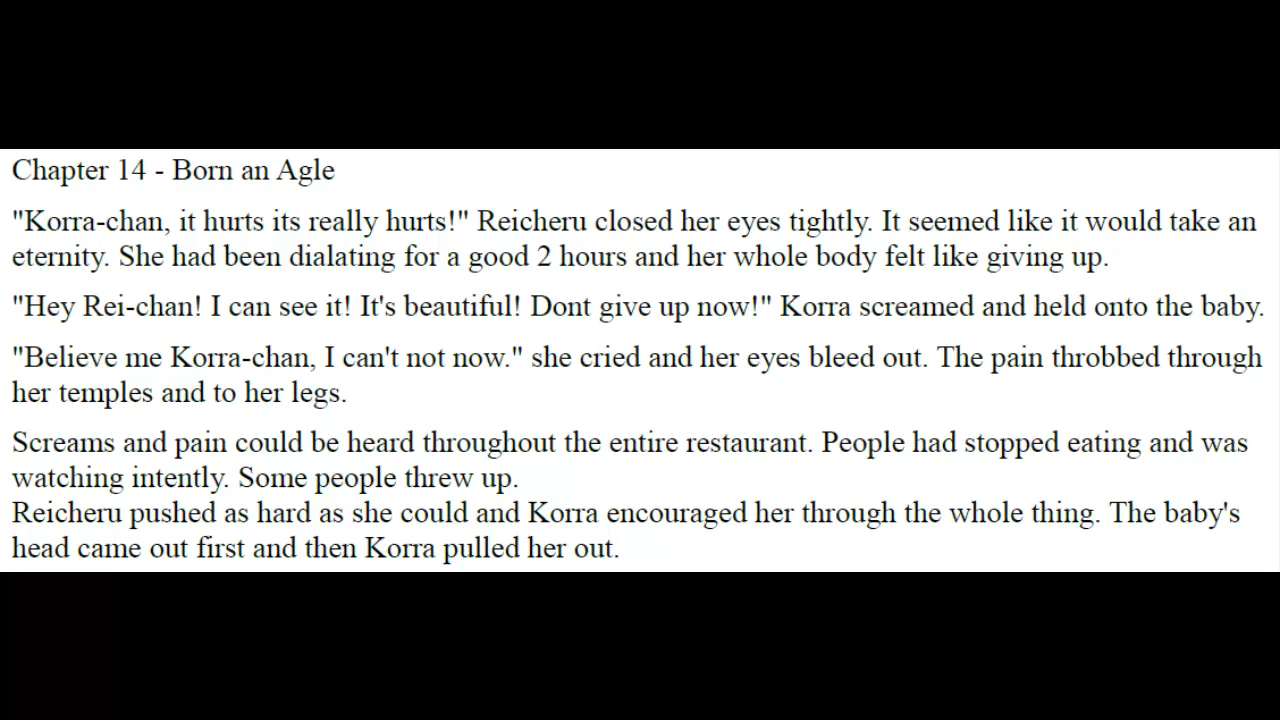 Chapter 14 - Born an Agle
"Korra-chan, it hurts its really hurts!" Reicheru closed her eyes tightly. It seemed like it would take an
eternity. She had been dialating for a good 2 hours and her whole body felt like giving up.
"Hey Rei-chan! I can see it! It's beautiful! Dont give up now!" Korra screamed and held onto the baby.
"Believe me Korra-chan, I can't not now." she cried and her eyes bleed out. The pain throbbed through
her temples and to her legs.
Screams and pain could be heard throughout the entire restaurant. People had stopped eating and was
watching intently. Some people threw up.
Reicheru pushed as hard as she could and Korra encouraged her through the whole thing. The baby's
head came out first and then Korra pulled her out.